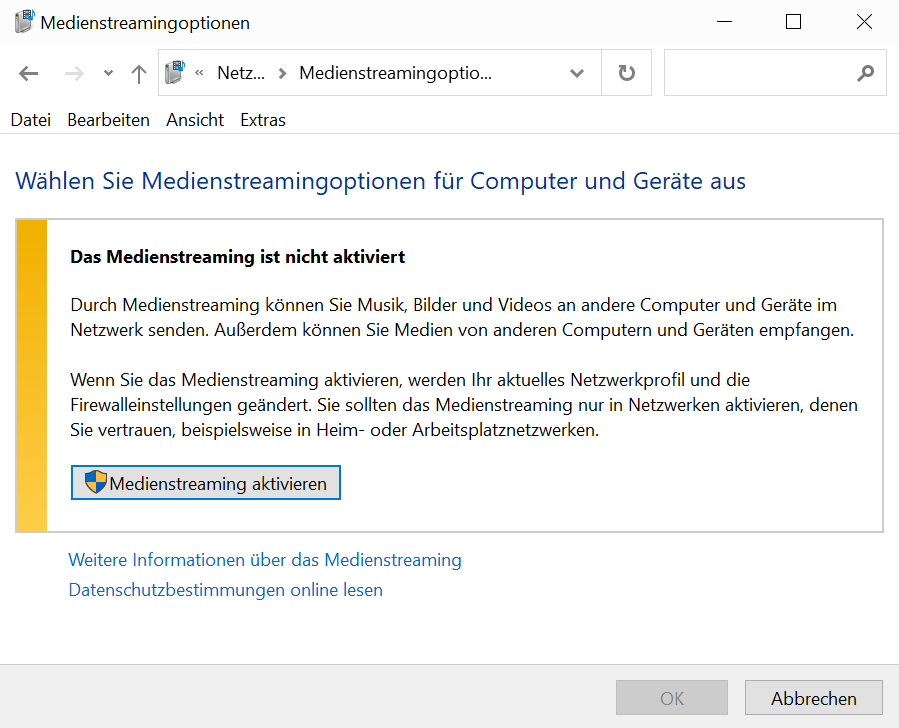 Medienstreamingoptionen
« Netz... > Medienstreamingoptio...
Datei Bearbeiten Ansicht Extras
Wählen Sie Medienstreamingoptionen für Computer und Geräte aus
Das Medienstreaming ist nicht aktiviert
Durch Medienstreaming können Sie Musik, Bilder und Videos an andere Computer und Geräte im
Netzwerk senden. Außerdem können Sie Medien von anderen Computern und Geräten empfangen.
Wenn Sie das Medienstreaming aktivieren, werden Ihr aktuelles Netzwerkprofil und die
Firewalleinstellungen geändert. Sie sollten das Medienstreaming nur in Netzwerken aktivieren, denen
Sie vertrauen, beispielsweise in Heim- oder Arbeitsplatznetzwerken.
Medienstreaming aktivieren
Weitere Informationen über das Medienstreaming
Datenschutzbestimmungen online lesen
OK Abbrechen